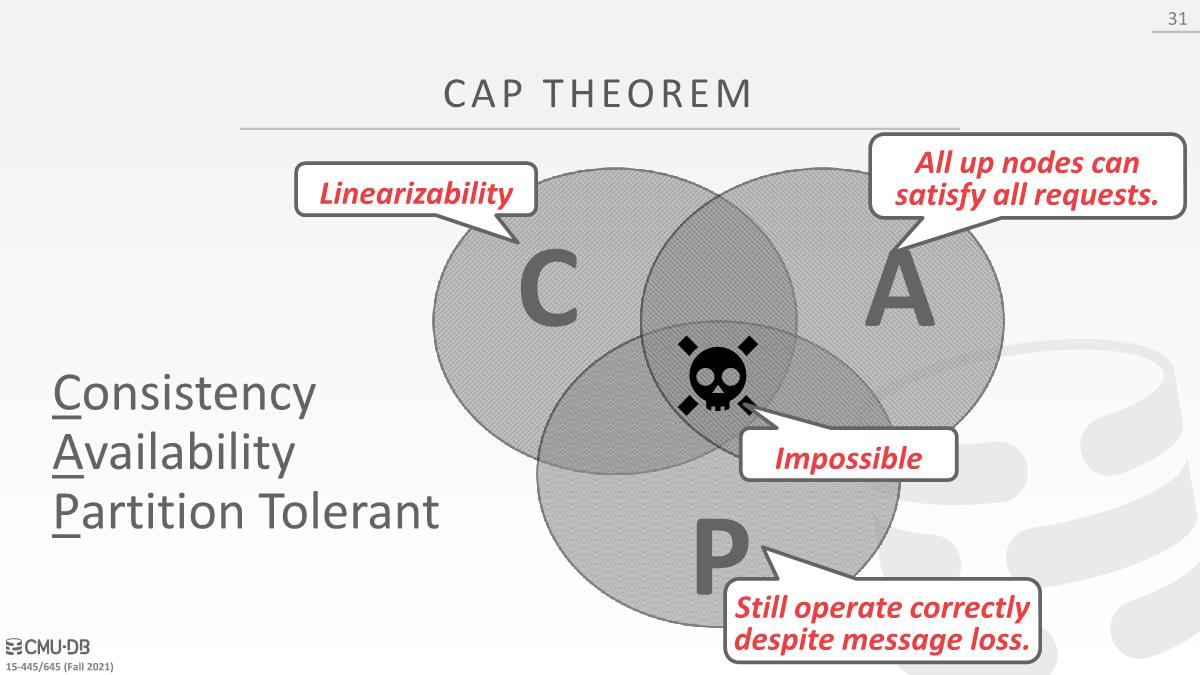 31
CAP THEOREM
Linearizability
All up nodes can
satisfy all requests.
C
A
Impossible
Consistency
Availability
Partition Tolerant
P
Still operate correctly
despite message loss.
CMU·DB
15-445/645 (Fall 2021)